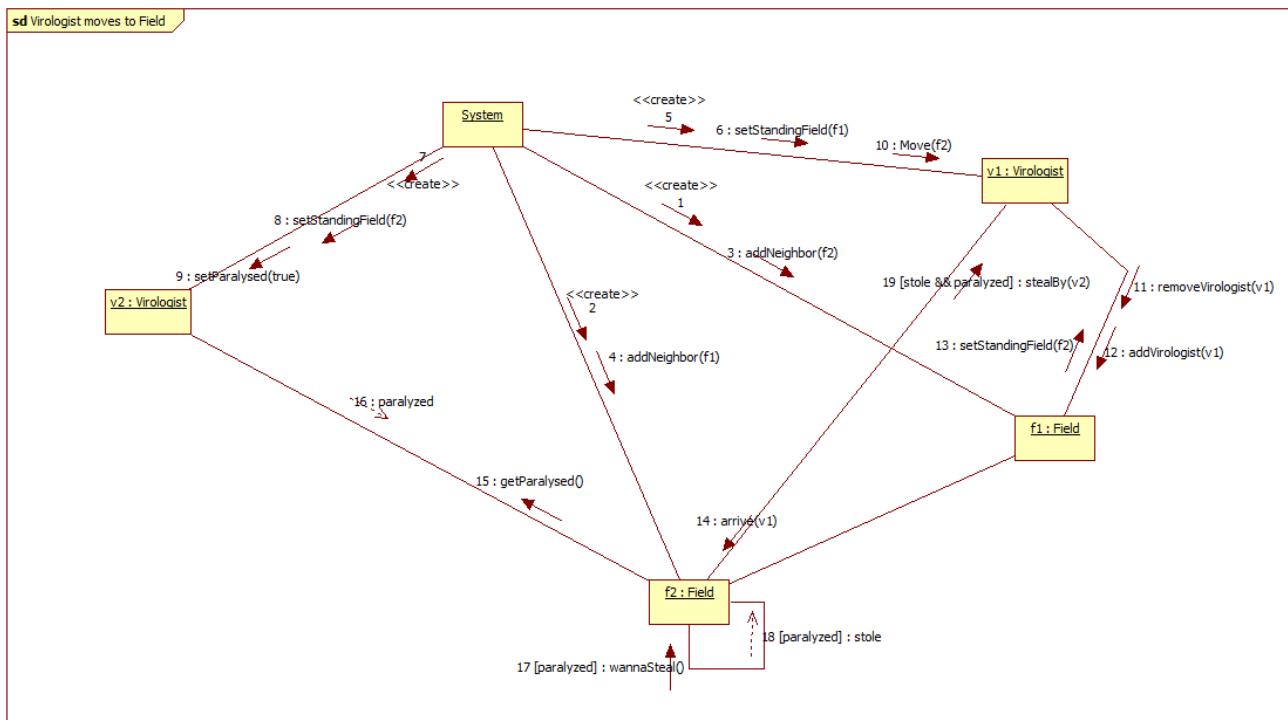 sd Virologist moves to Field
<<create>>
5
System
6 : setStandingField(f1)
10 : Move(f2)
7
<<create>>
v1 : Virologist
<<create>>
1
8 : setStandingField(f2)
3 : addNeighbor(f2)
9 : setParalysed(true)
19 [stole && paralyzed] : stealBy(v2)
11 : removeVirologist(v1)
v2 : Virologist
<<create>>
2
13 : setStandingField(f2)
12 : addVirologist(v1)
4 : addNeighbor(f1)
16 : paralyzed
f1 : Field
15 : getParalysed()
14 : arrive(v1)
f2 : Field
18 [paralyzed] : stole
17 [paralyzed] : wannaSteal()